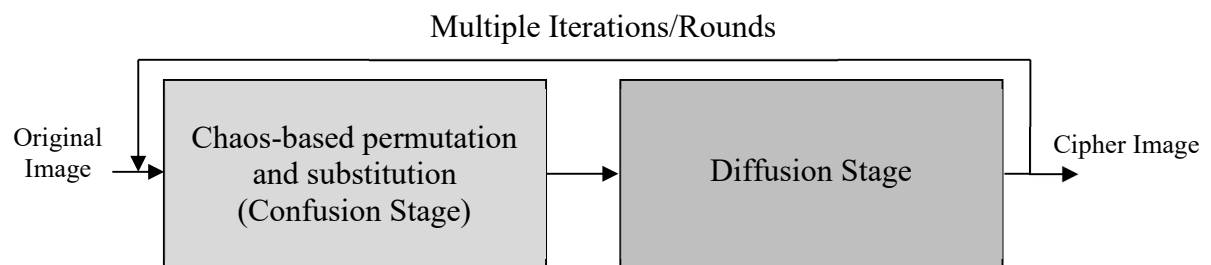 Multiple Iterations/Rounds
Original
Image
Chaos-based permutation
and substitution
(Confusion Stage)
Diffusion Stage
Cipher Image